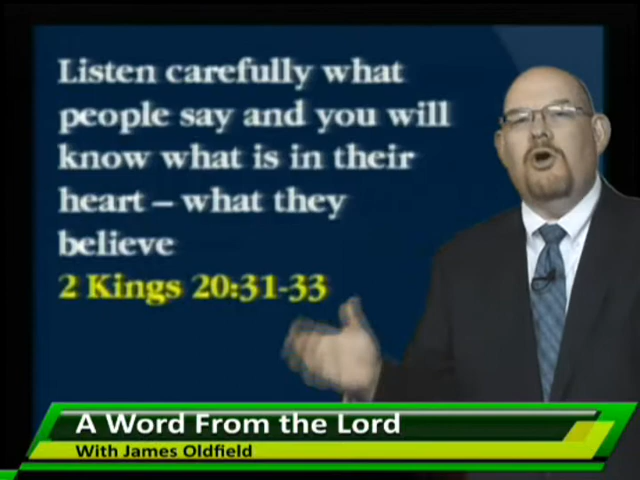 Listen carefully what
people say and you will
know what is in their
heart – what they
believe
2 Kings 20:31-33
A Word From the Lord
With James Oldfield